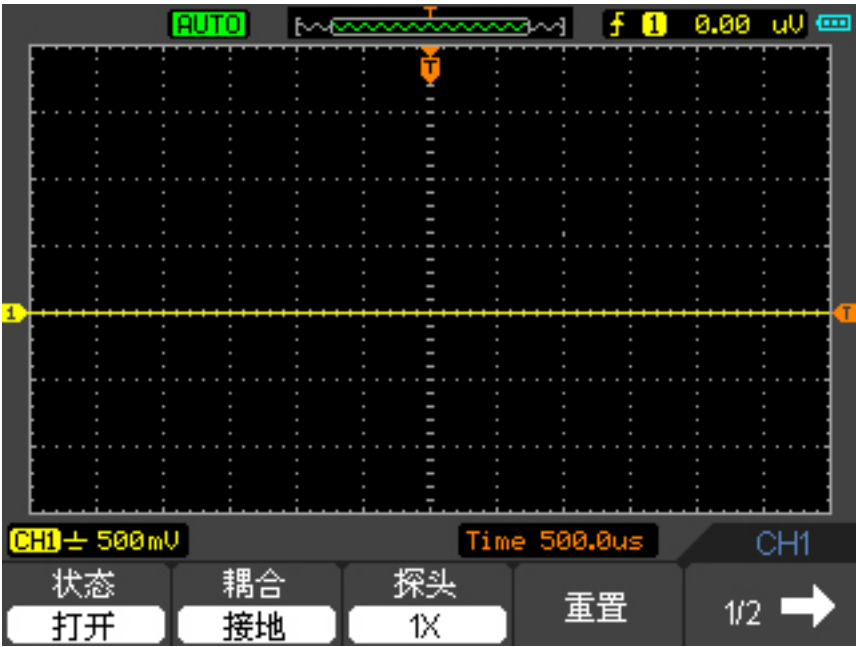 T
AUTO 1 0.00 uV
T
1 T
CH1 500mV Time 500.0us CH1
状态 耦合 探头 重置 1/2
打开 接地 1X